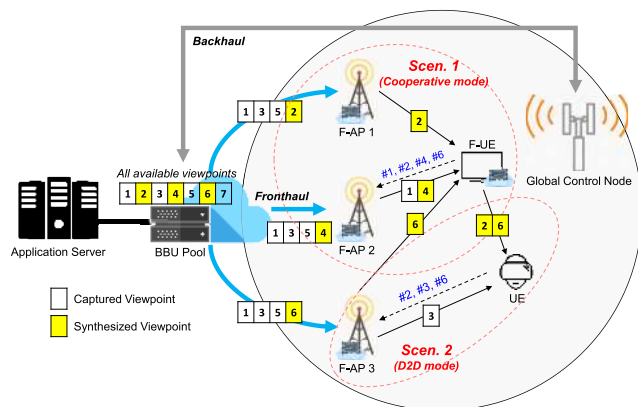 Backhaul
Scen. 1
(Cooperative mode)
1 3 5 2
F-AP 1
2
F-UE
Global Control Node
All available viewpoints
1 2 3 4 5 6 7
#1, #2, #4, #6
Fronthaul
1 4
Application Server
BBU Pool
1 3 5 4
F-AP 2
6
2 6
#2, #3, #6
UE
Captured Viewpoint
Synthesized Viewpoint
1 3 5 6
3
F-AP 3
Scen. 2
(D2D mode)